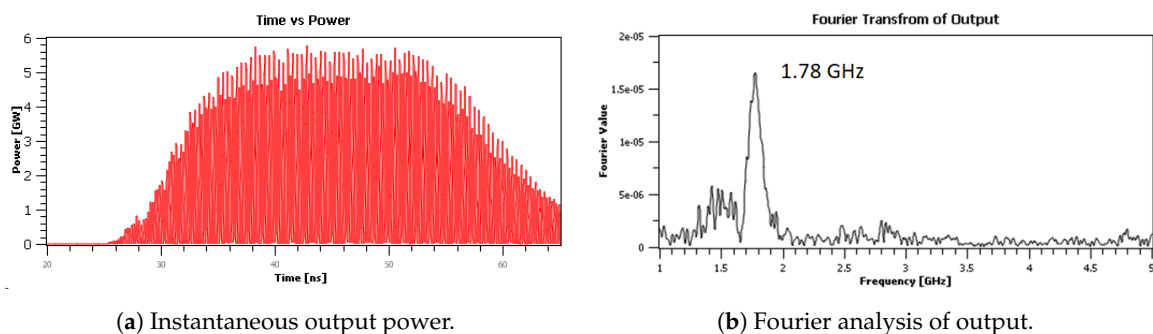 Time vs Power
Power [GW]
6
5
4
3
2
1
0
20
30
40
50
60
Time [ns]
(a) Instantaneous output power.
Fourier Transfrom of Output
Fourier Value
2e-05
1.5e-05
1e-05
5e-06
0
1.78 GHz
1
1.5
2
2.5
3
3.5
4
4.5
5
Frequency [GHz]
(b) Fourier analysis of output.